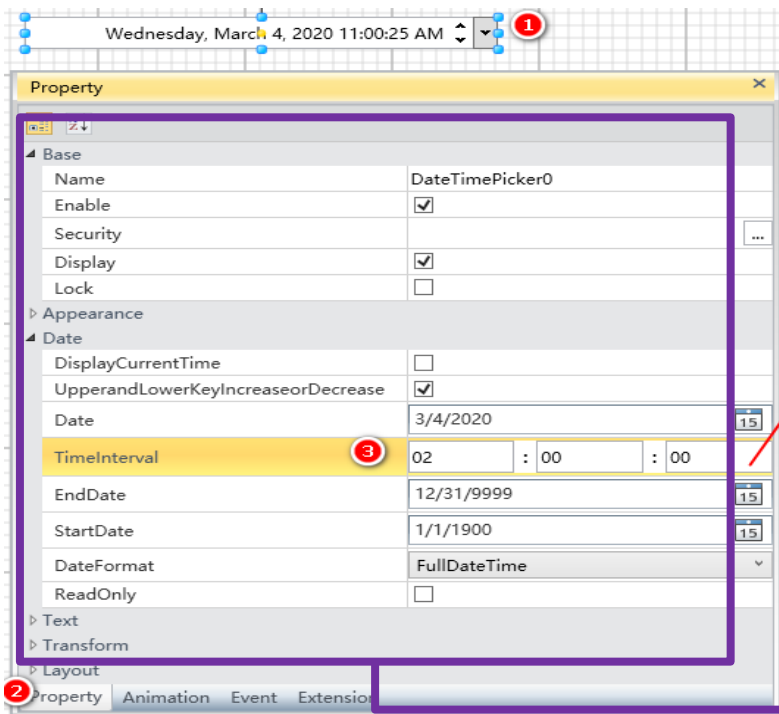 Wednesday, March 4, 2020 11:00:25 AM
1
Property
Base
Name DateTimePicker0
Enable
Security ...
Display
Lock
Appearance
Date
DisplayCurrentTime
UpperandLowerKeyIncreaseorDecrease
Date 3/4/2020 15
TimeInterval 3 02 : 00 : 00
EndDate 12/31/9999 15
StartDate 1/1/1900 15
DateFormat FullDateTime
ReadOnly
Text
Transform
Layout
2 Property Animation Event Extension